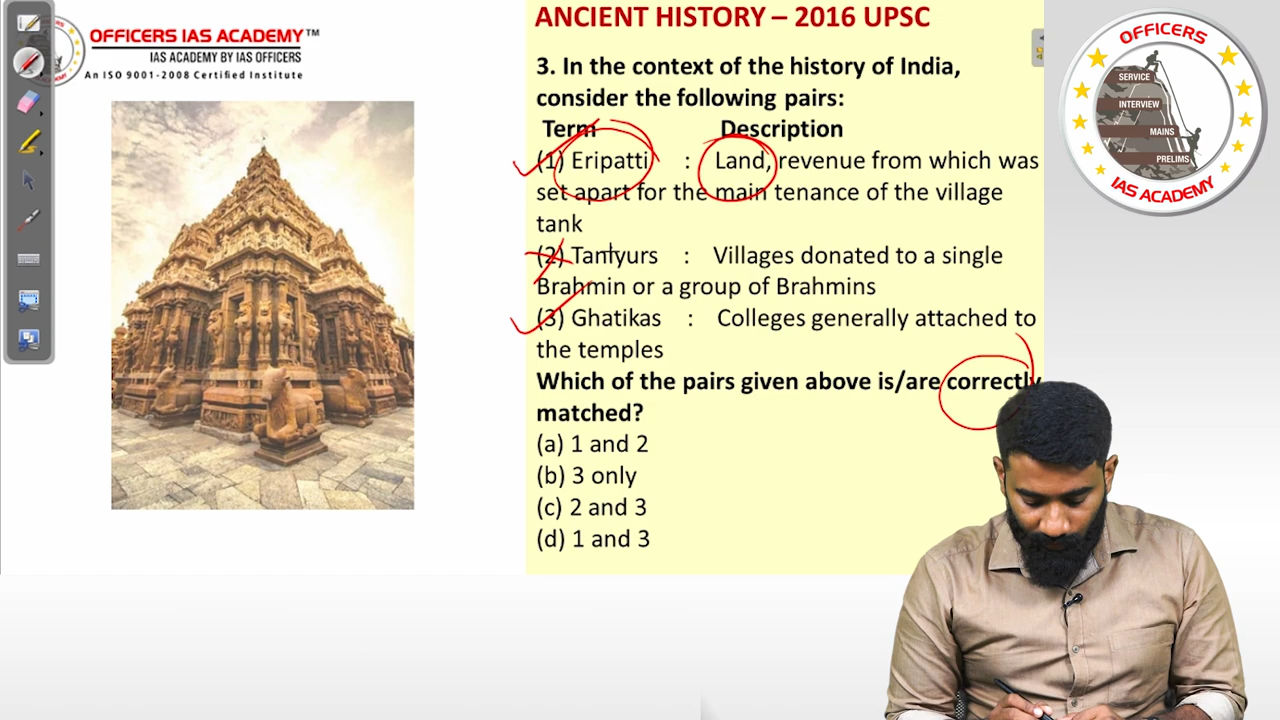 OFFICERS IAS ACADEMY™
IAS ACADEMY BY IAS OFFICERS
An ISO 9001-2008 Certified Institute
ANCIENT HISTORY – 2016 UPSC
3. In the context of the history of India,
consider the following pairs:
Term Description
(1) Eripatti : Land, revenue from which was
set apart for the main tenance of the village
tank
(2) Taniyurs : Villages donated to a single
Brahmin or a group of Brahmins
(3) Ghatikas : Colleges generally attached to
the temples
Which of the pairs given above is/are correctly
matched?
(a) 1 and 2
(b) 3 only
(c) 2 and 3
(d) 1 and 3
OFFICERS
SERVICE
INTERVIEW
MAINS
PRELIMS
IAS ACADEMY